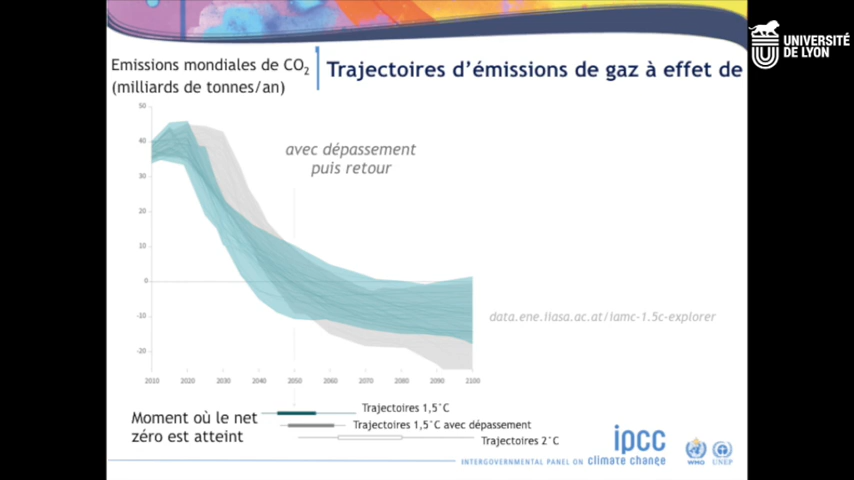 UNIVERSITÉ
DE LYON
Emissions mondiales de CO2
(milliards de tonnes/an)
Trajectoires d'émissions de gaz à effet de
50
40
30
20
10
0
-10
-20
avec dépassement
puis retour
data.ene.iiasa.ac.at/iamc-1.5c-explorer
2010 2020 2030 2040 2050 2060 2070 2080 2090 2100
Moment où le net
zéro est atteint
Trajectoires 1,5°C
Trajectoires 1,5°C avec dépassement
Trajectoires 2°C
ipcc
INTERGOVERNMENTAL PANEL ON climate change
WMO UNEP